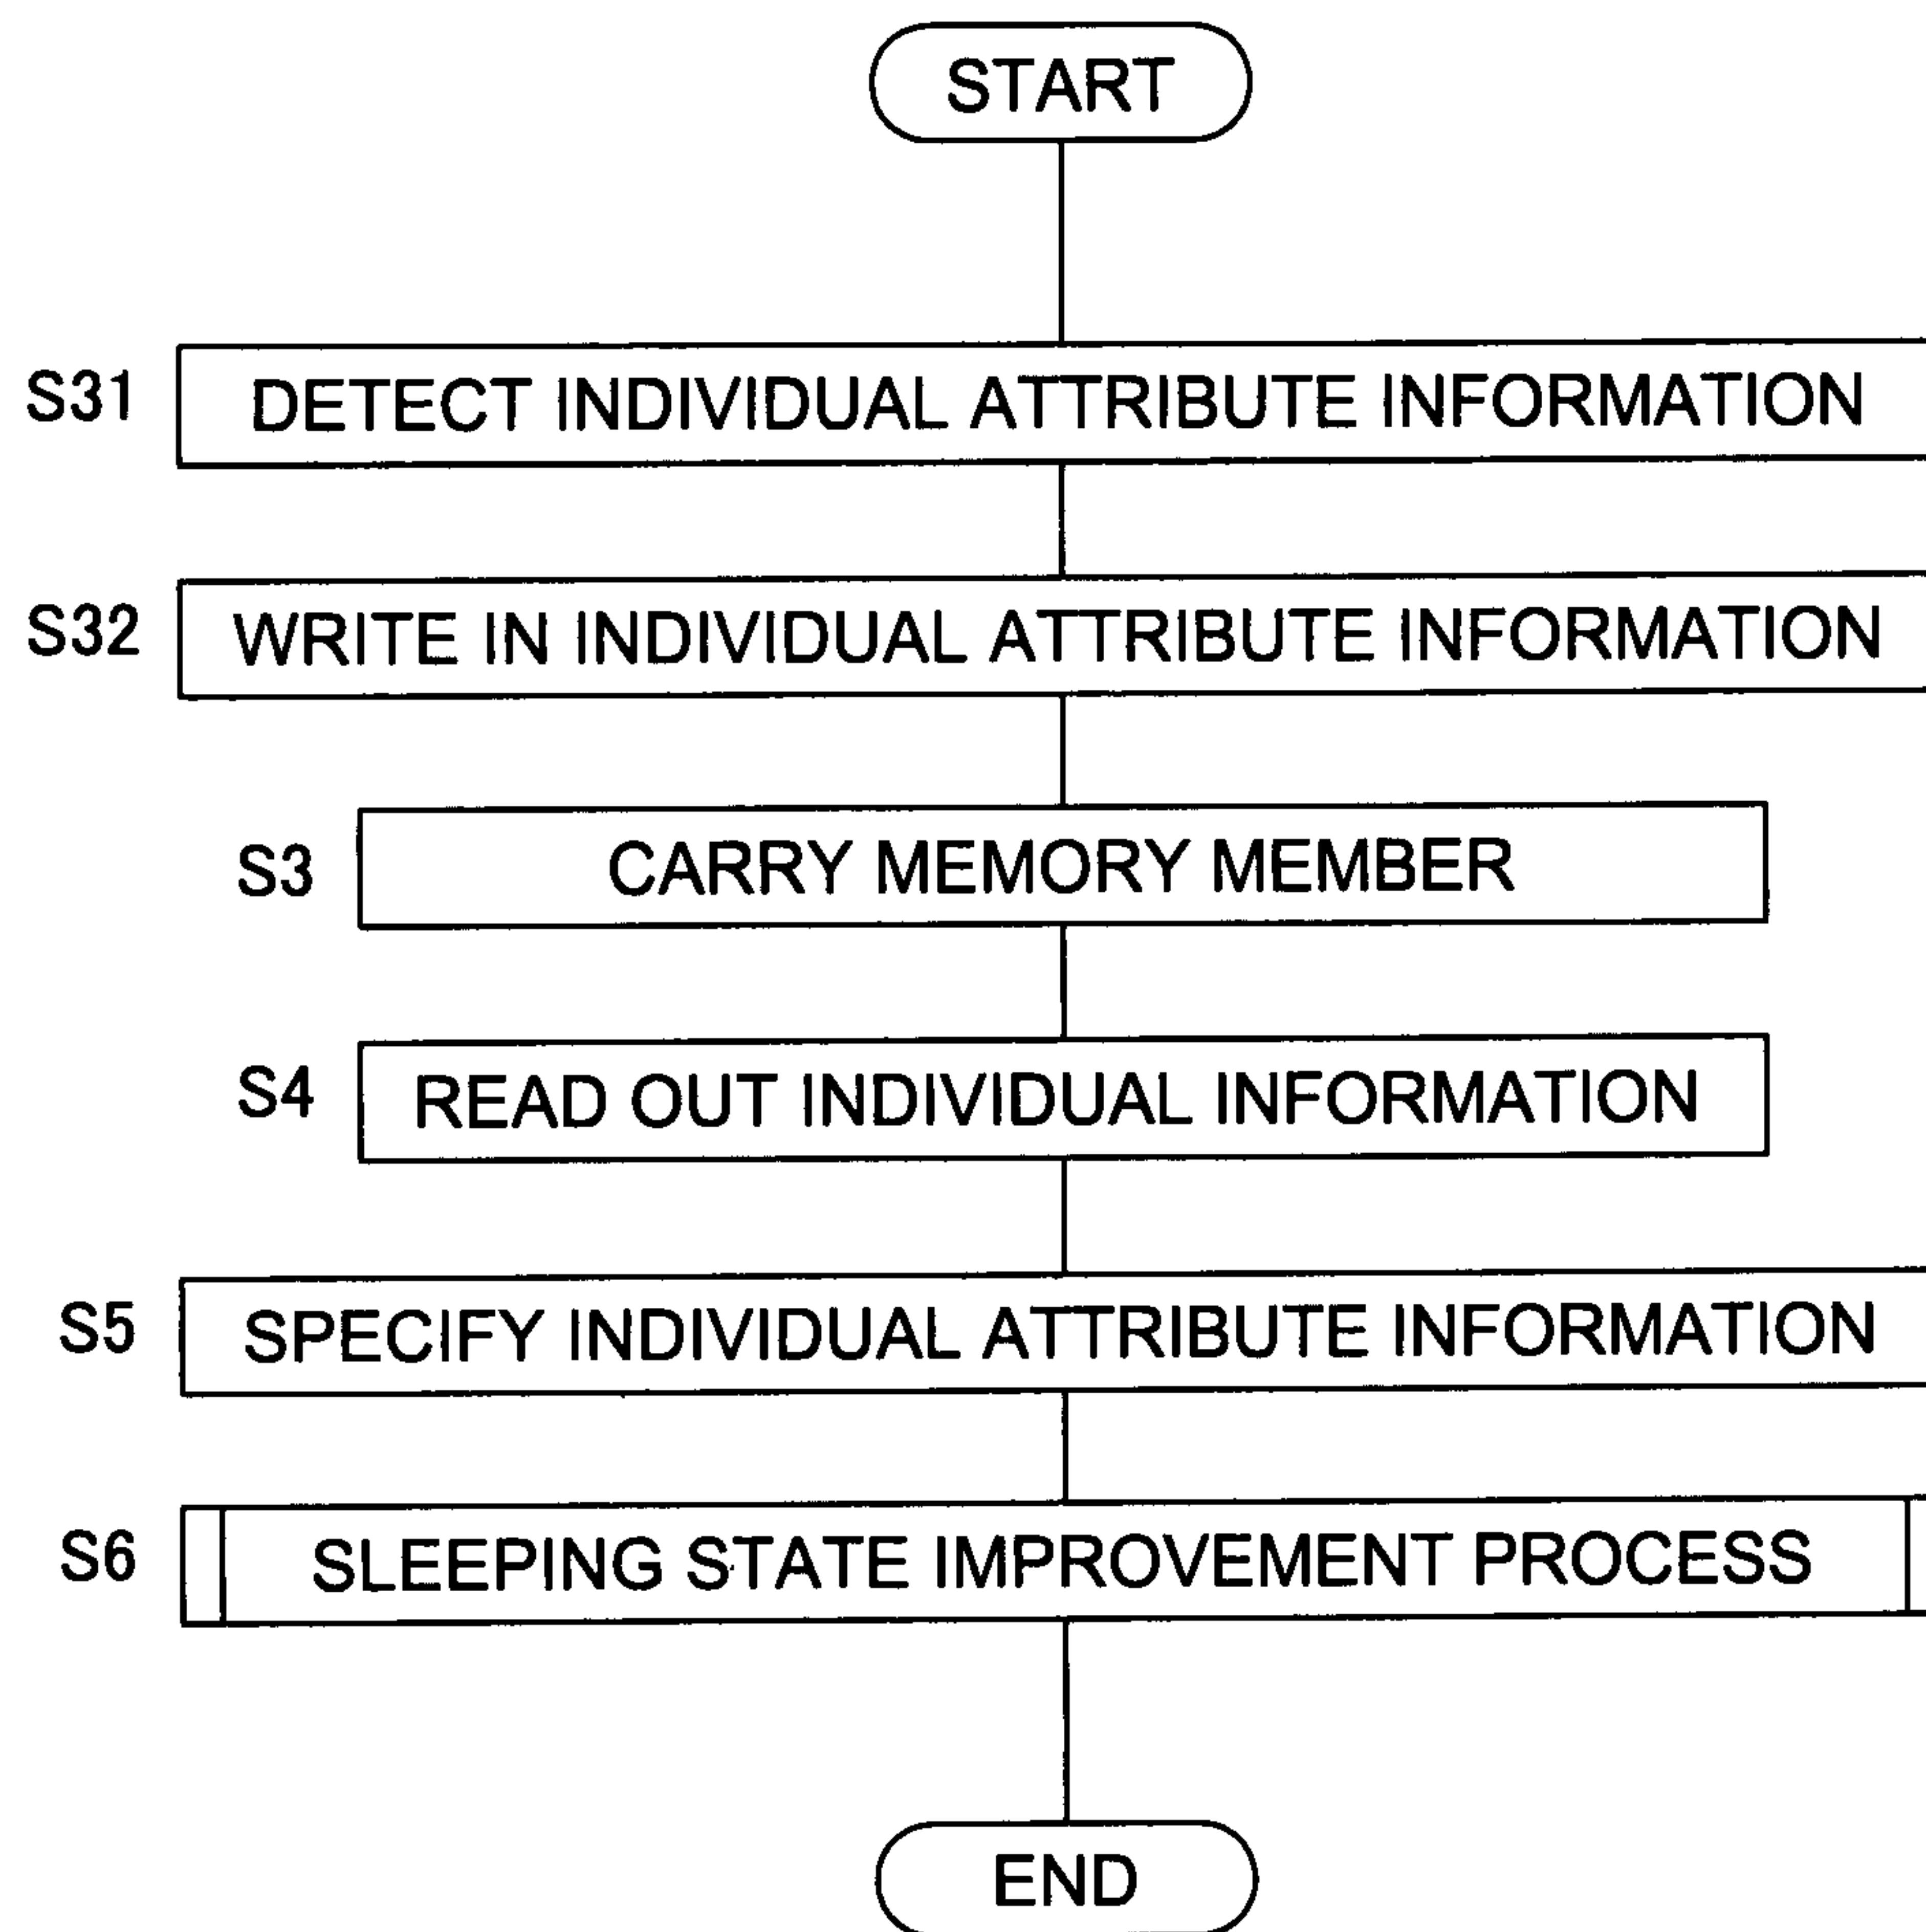 START
S31 DETECT INDIVIDUAL ATTRIBUTE INFORMATION
S32 WRITE IN INDIVIDUAL ATTRIBUTE INFORMATION
S3 CARRY MEMORY MEMBER
S4 READ OUT INDIVIDUAL INFORMATION
S5 SPECIFY INDIVIDUAL ATTRIBUTE INFORMATION
S6 SLEEPING STATE IMPROVEMENT PROCESS
END